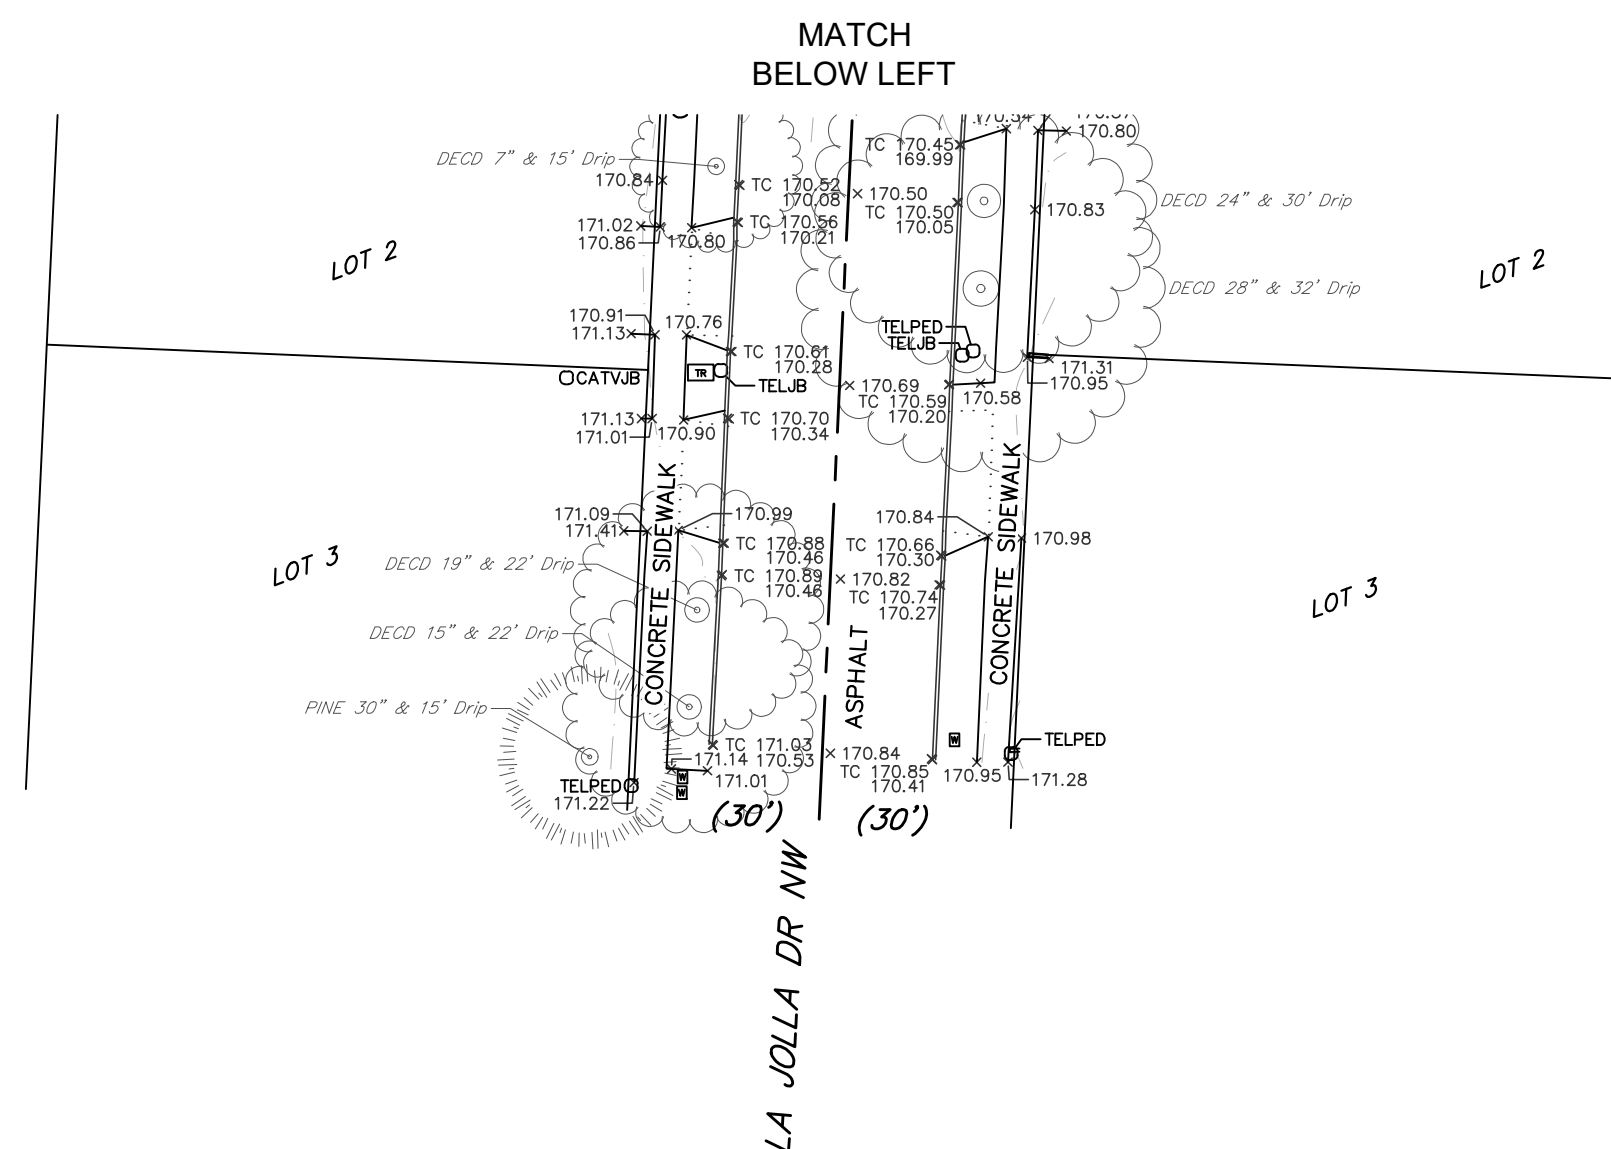 MATCH
BELOW LEFT
170.80
TC 170.45
169.99
DECD 7" & 15' Drip
170.84
TC 170.52
170.08
170.50
TC 170.50
170.05
170.83
DECD 24" & 30' Drip
171.02
170.86
170.80
TC 170.56
170.21
LOT 2
LOT 2
DECD 28" & 32' Drip
170.91
171.13
170.76
TC 170.61
170.28
TELPED
TELJB
CATVJB
TR
TELJB
170.69
TC 170.59
170.20
170.58
171.31
170.95
171.13
171.01
170.90
TC 170.70
170.34
CONCRETE SIDEWALK
CONCRETE SIDEWALK
171.09
171.41
170.99
TC 170.88
170.46
TC 170.89
170.46
170.84
TC 170.66
170.30
170.98
170.82
TC 170.74
170.27
LOT 3
LOT 3
DECD 19" & 22' Drip
DECD 15" & 22' Drip
ASPHALT
PINE 30" & 15' Drip
TC 171.03
170.53
171.14
171.01
W
W
W
TELPED
171.22
170.84
TC 170.85
170.41
170.95
TELPED
171.28
(30')
(30')
LA JOLLA DR NW